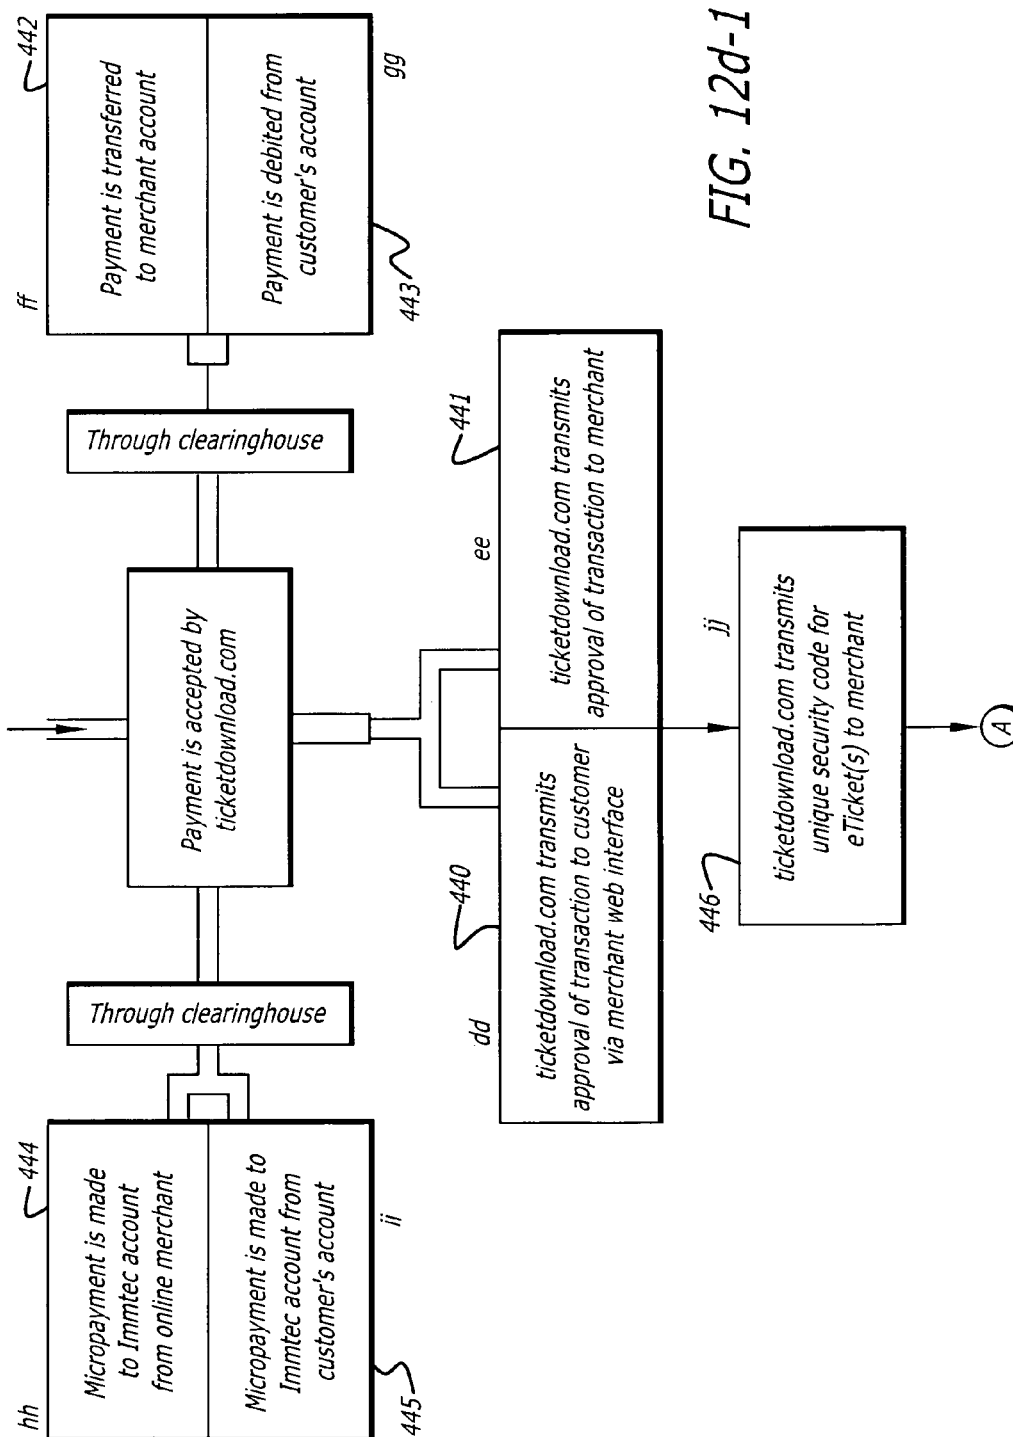 hh
444
Micropayment is made
to Immtec account
from online merchant
Micropayment is made to
Immtec account from
customer's account
445
ii
Through clearinghouse
Payment is accepted by
ticketdownload.com
Through clearinghouse
ff
442
Payment is transferred
to merchant account
Payment is debited from
customer's account
443
gg
dd
440
ticketdownload.com transmits
approval of transaction to customer
via merchant web interface
ee
441
ticketdownload.com transmits
approval of transaction to merchant
446
jj
ticketdownload.com transmits
unique security code for
eTicket(s) to merchant
A
FIG. 12d-1